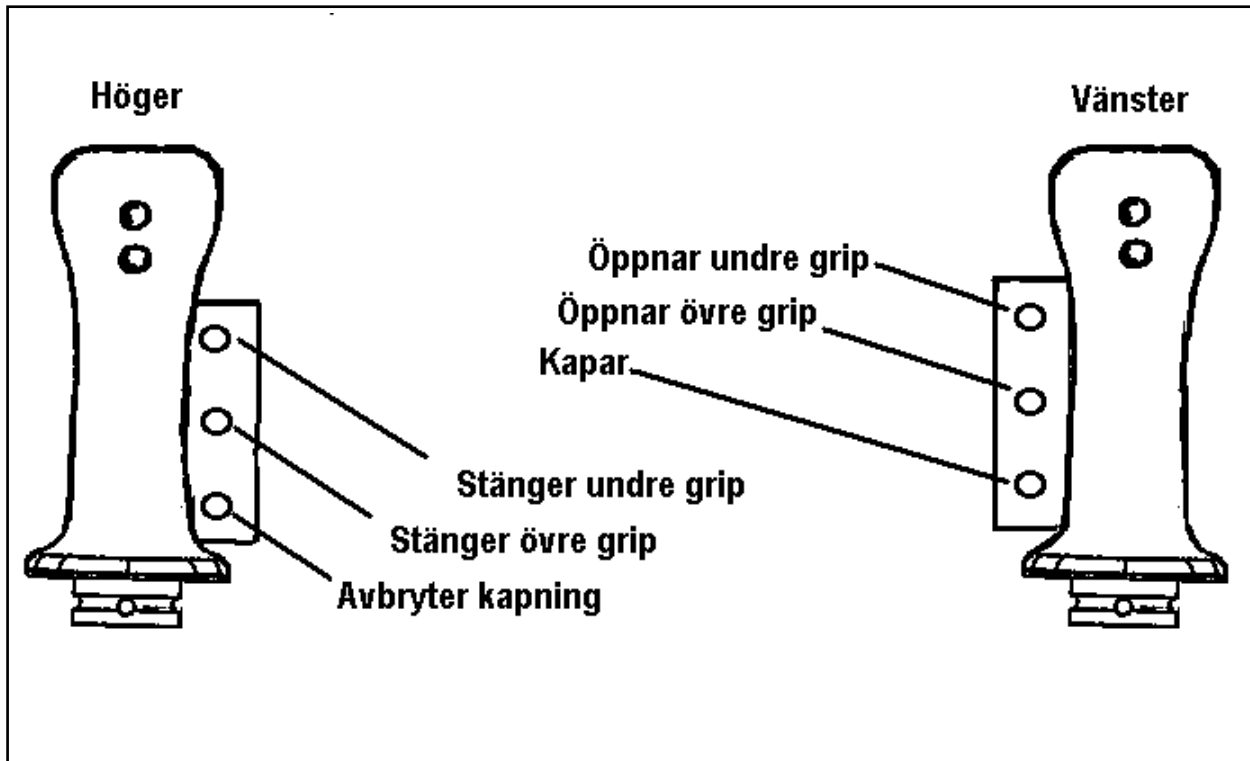 Höger
Vänster
Öppnar undre grip
Öppnar övre grip
Kapar
Stänger undre grip
Stänger övre grip
Avbryter kapning